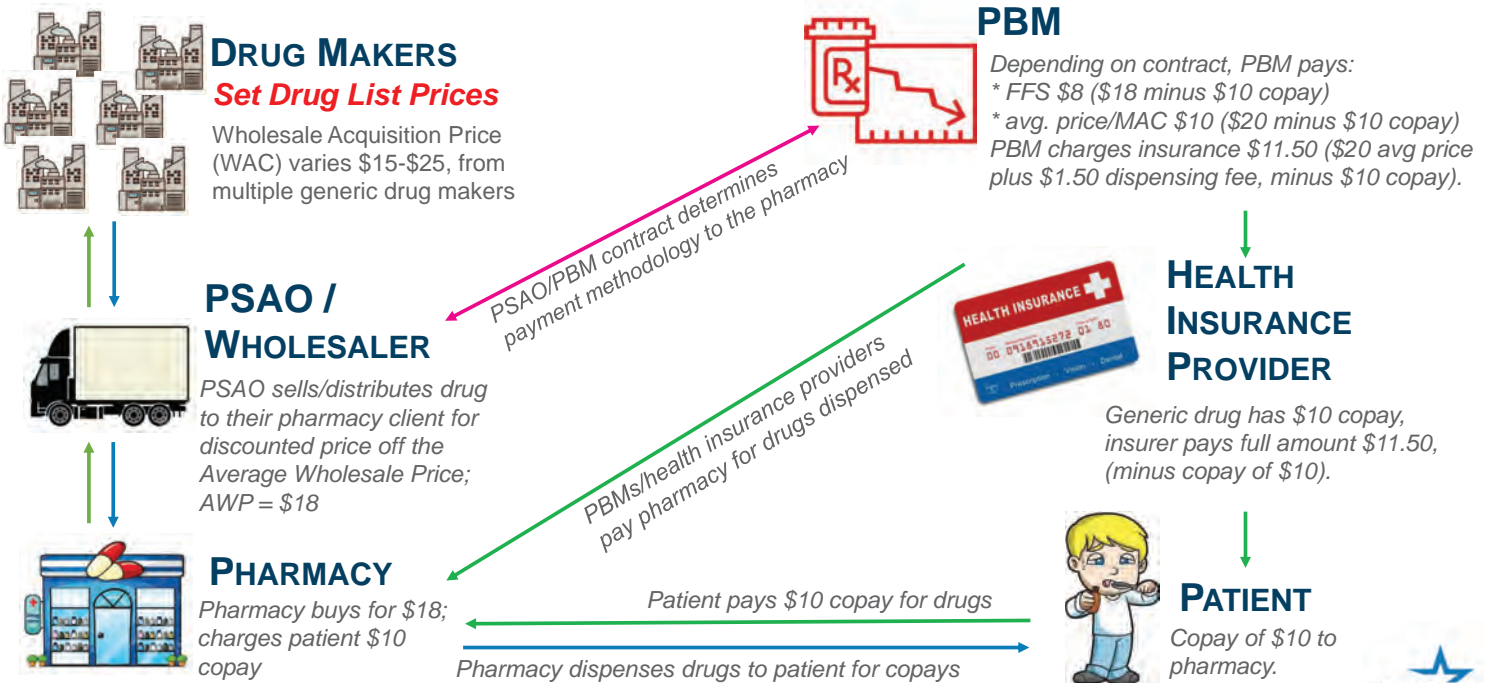 DRUG MAKERS
Set Drug List Prices
Wholesale Acquisition Price
(WAC) varies $15-$25, from
multiple generic drug makers
PBM
Depending on contract, PBM pays:
* FFS $8 ($18 minus $10 copay)
* avg. price/MAC $10 ($20 minus $10 copay)
PBM charges insurance $11.50 ($20 avg price
plus $1.50 dispensing fee, minus $10 copay).
Rx
PSAO/PBM contract determines
payment methodology to the pharmacy
PSAO /
WHOLESALER
PSAO sells/distributes drug
to their pharmacy client for
discounted price off the
Average Wholesale Price;
AWP = $18
HEALTH
INSURANCE
PROVIDER
Generic drug has $10 copay,
insurer pays full amount $11.50,
(minus copay of $10).
HEALTH INSURANCE
00 0918915272 01 80
Prescription - Vision - Dental
PBMs/health insurance providers
pay pharmacy for drugs dispensed
PHARMACY
Pharmacy buys for $18;
charges patient $10
copay
Patient pays $10 copay for drugs
Pharmacy dispenses drugs to patient for copays
PATIENT
Copay of $10 to
pharmacy.